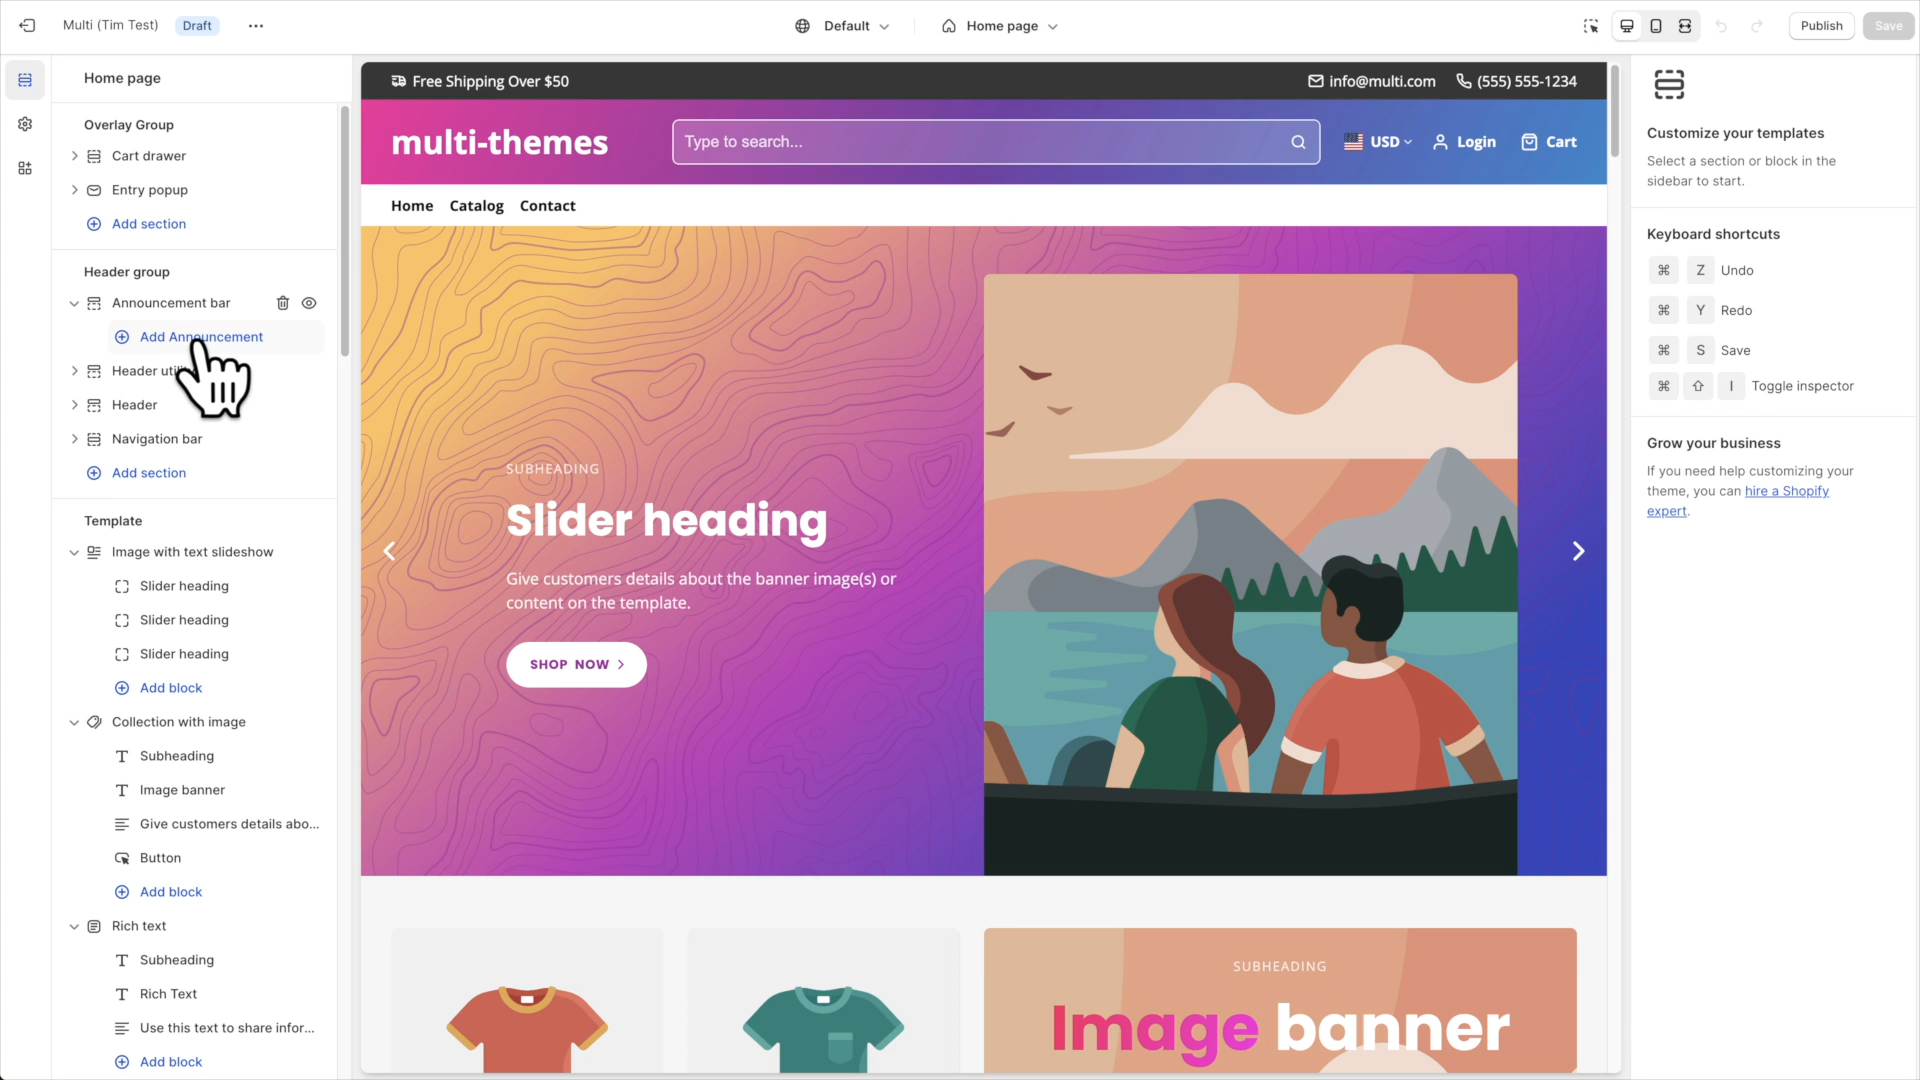 Multi (Tim Test)
Draft
Default
Home page
Publish
Save
Home page
Overlay Group
Cart drawer
Entry popup
Add section
Header group
Announcement bar
Add Announcement
Header
Header
Navigation bar
Add section
Template
Image with text slideshow
Slider heading
Slider heading
Slider heading
Add block
Collection with image
Subheading
Image banner
Give customers details abo...
Button
Add block
Rich text
Subheading
Rich Text
Use this text to share infor...
Add block
Free Shipping Over $50
info@multi.com
(555) 555-1234
multi-themes
Type to search...
USD
Login
Cart
Home
Catalog
Contact
SUBHEADING
Slider heading
Give customers details about the banner image(s) or
content on the template.
SHOP NOW
SUBHEADING
Image banner
Customize your templates
Select a section or block in the
sidebar to start.
Keyboard shortcuts
⌘ Z Undo
⌘ Y Redo
⌘ S Save
⌘ ⇧ I Toggle inspector
Grow your business
If you need help customizing your
theme, you can hire a Shopify
expert.